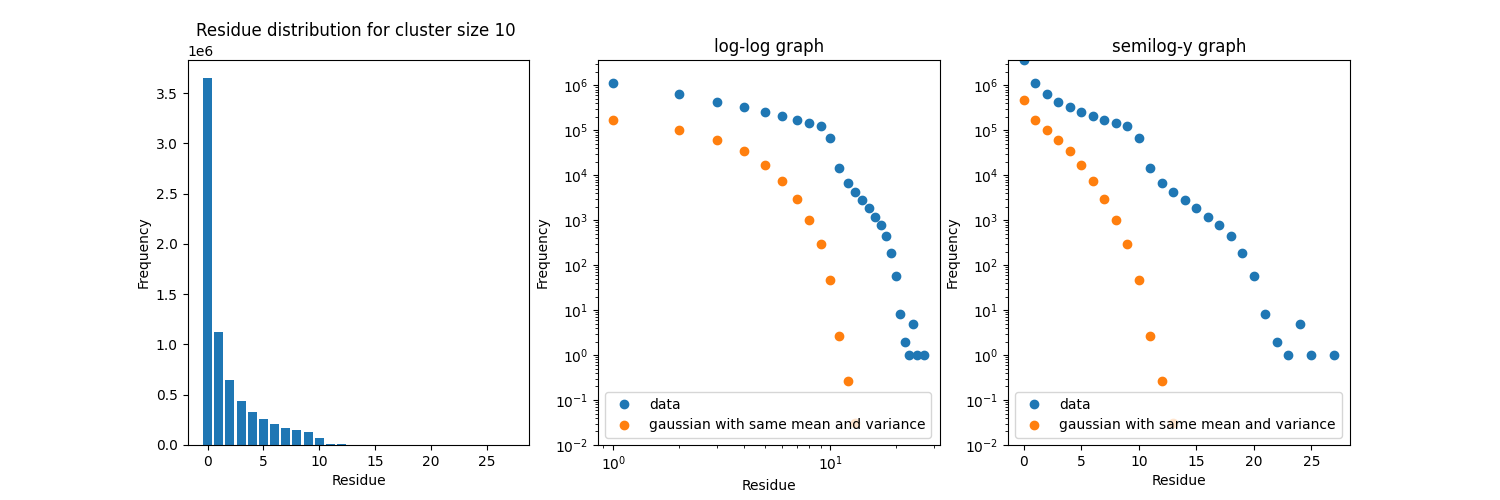 Residue distribution for cluster size 10
1e6
3.5
3.0
2.5
2.0
1.5
1.0
0.5
0.0
Frequency
0 5 10 15 20 25
Residue
log-log graph
10^6
10^5
10^4
10^3
10^2
10^1
10^0
10^-1
10^-2
Frequency
data
gaussian with same mean and variance
10^0 10^1
Residue
semilog-y graph
10^6
10^5
10^4
10^3
10^2
10^1
10^0
10^-1
10^-2
Frequency
data
gaussian with same mean and variance
0 5 10 15 20 25
Residue